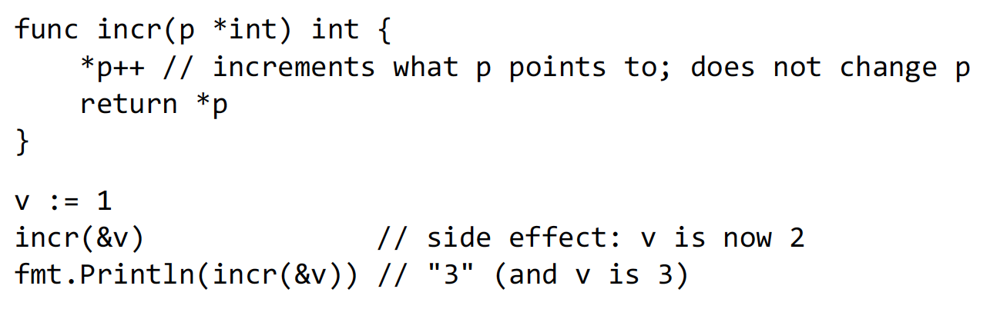 func incr(p *int) int {
    *p++ // increments what p points to; does not change p
    return *p
}
v := 1
incr(&v)              // side effect: v is now 2
fmt.Println(incr(&v)) // "3" (and v is 3)